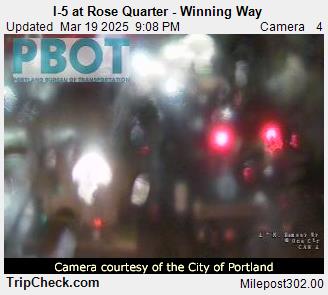 I-5 at Rose Quarter - Winning Way
Updated Mar 19 2025 9:08 PM Camera 4
PBOT
PORTLAND BUREAU OF TRANSPORTATION
Camera courtesy of the City of Portland
TripCheck.com Milepost302.00